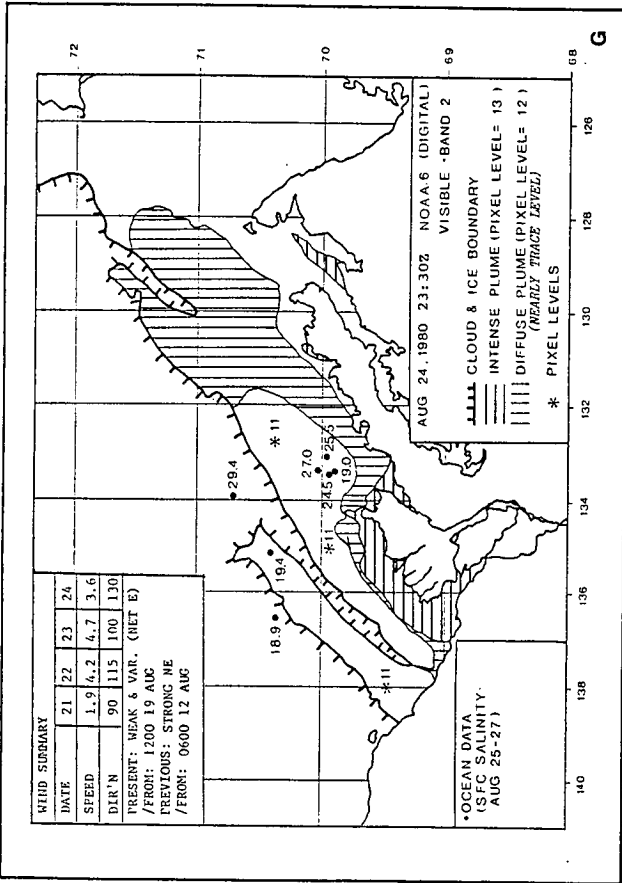 WIND SUMMARY
DATE 21 22 23 24
SPEED 1.9 4.2 4.7 3.6
DIR'N 90 115 100 130
PRESENT: WEAK & VAR. (NET E)
/FROM: 1200 19 AUG
PREVIOUS: STRONG NE
/FROM: 0600 12 AUG
72
71
70
69
68
29.4
19.4
18.9
*11
27.0
25.5
24.5
19.0
*11
*11
AUG 24, 1980 23:30Z NOAA.6 (DIGITAL)
VISIBLE - BAND 2
CLOUD & ICE BOUNDARY
INTENSE PLUME (PIXEL LEVEL= 13)
DIFFUSE PLUME (PIXEL LEVEL= 12)
(NEARLY TRACE LEVEL)
* PIXEL LEVELS
•OCEAN DATA
(SFC SALINITY·
AUG 25-27)
140 138 136 134 132 130 128 126
G